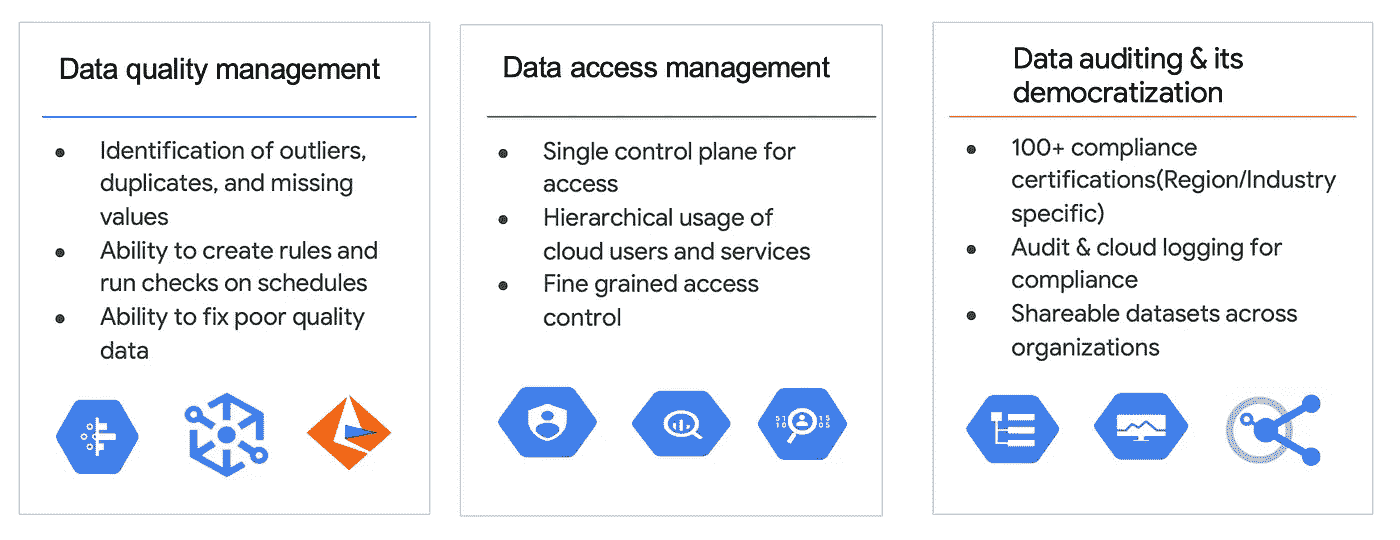 Data quality management
Identification of outliers,
duplicates, and missing
values
Ability to create rules and
run checks on schedules
Ability to fix poor quality
data
Data access management
Single control plane for
access
Hierarchical usage of
cloud users and services
Fine grained access
control
Data auditing & its
democratization
100+ compliance
certifications(Region/Industry
specific)
Audit & cloud logging for
compliance
Shareable datasets across
organizations